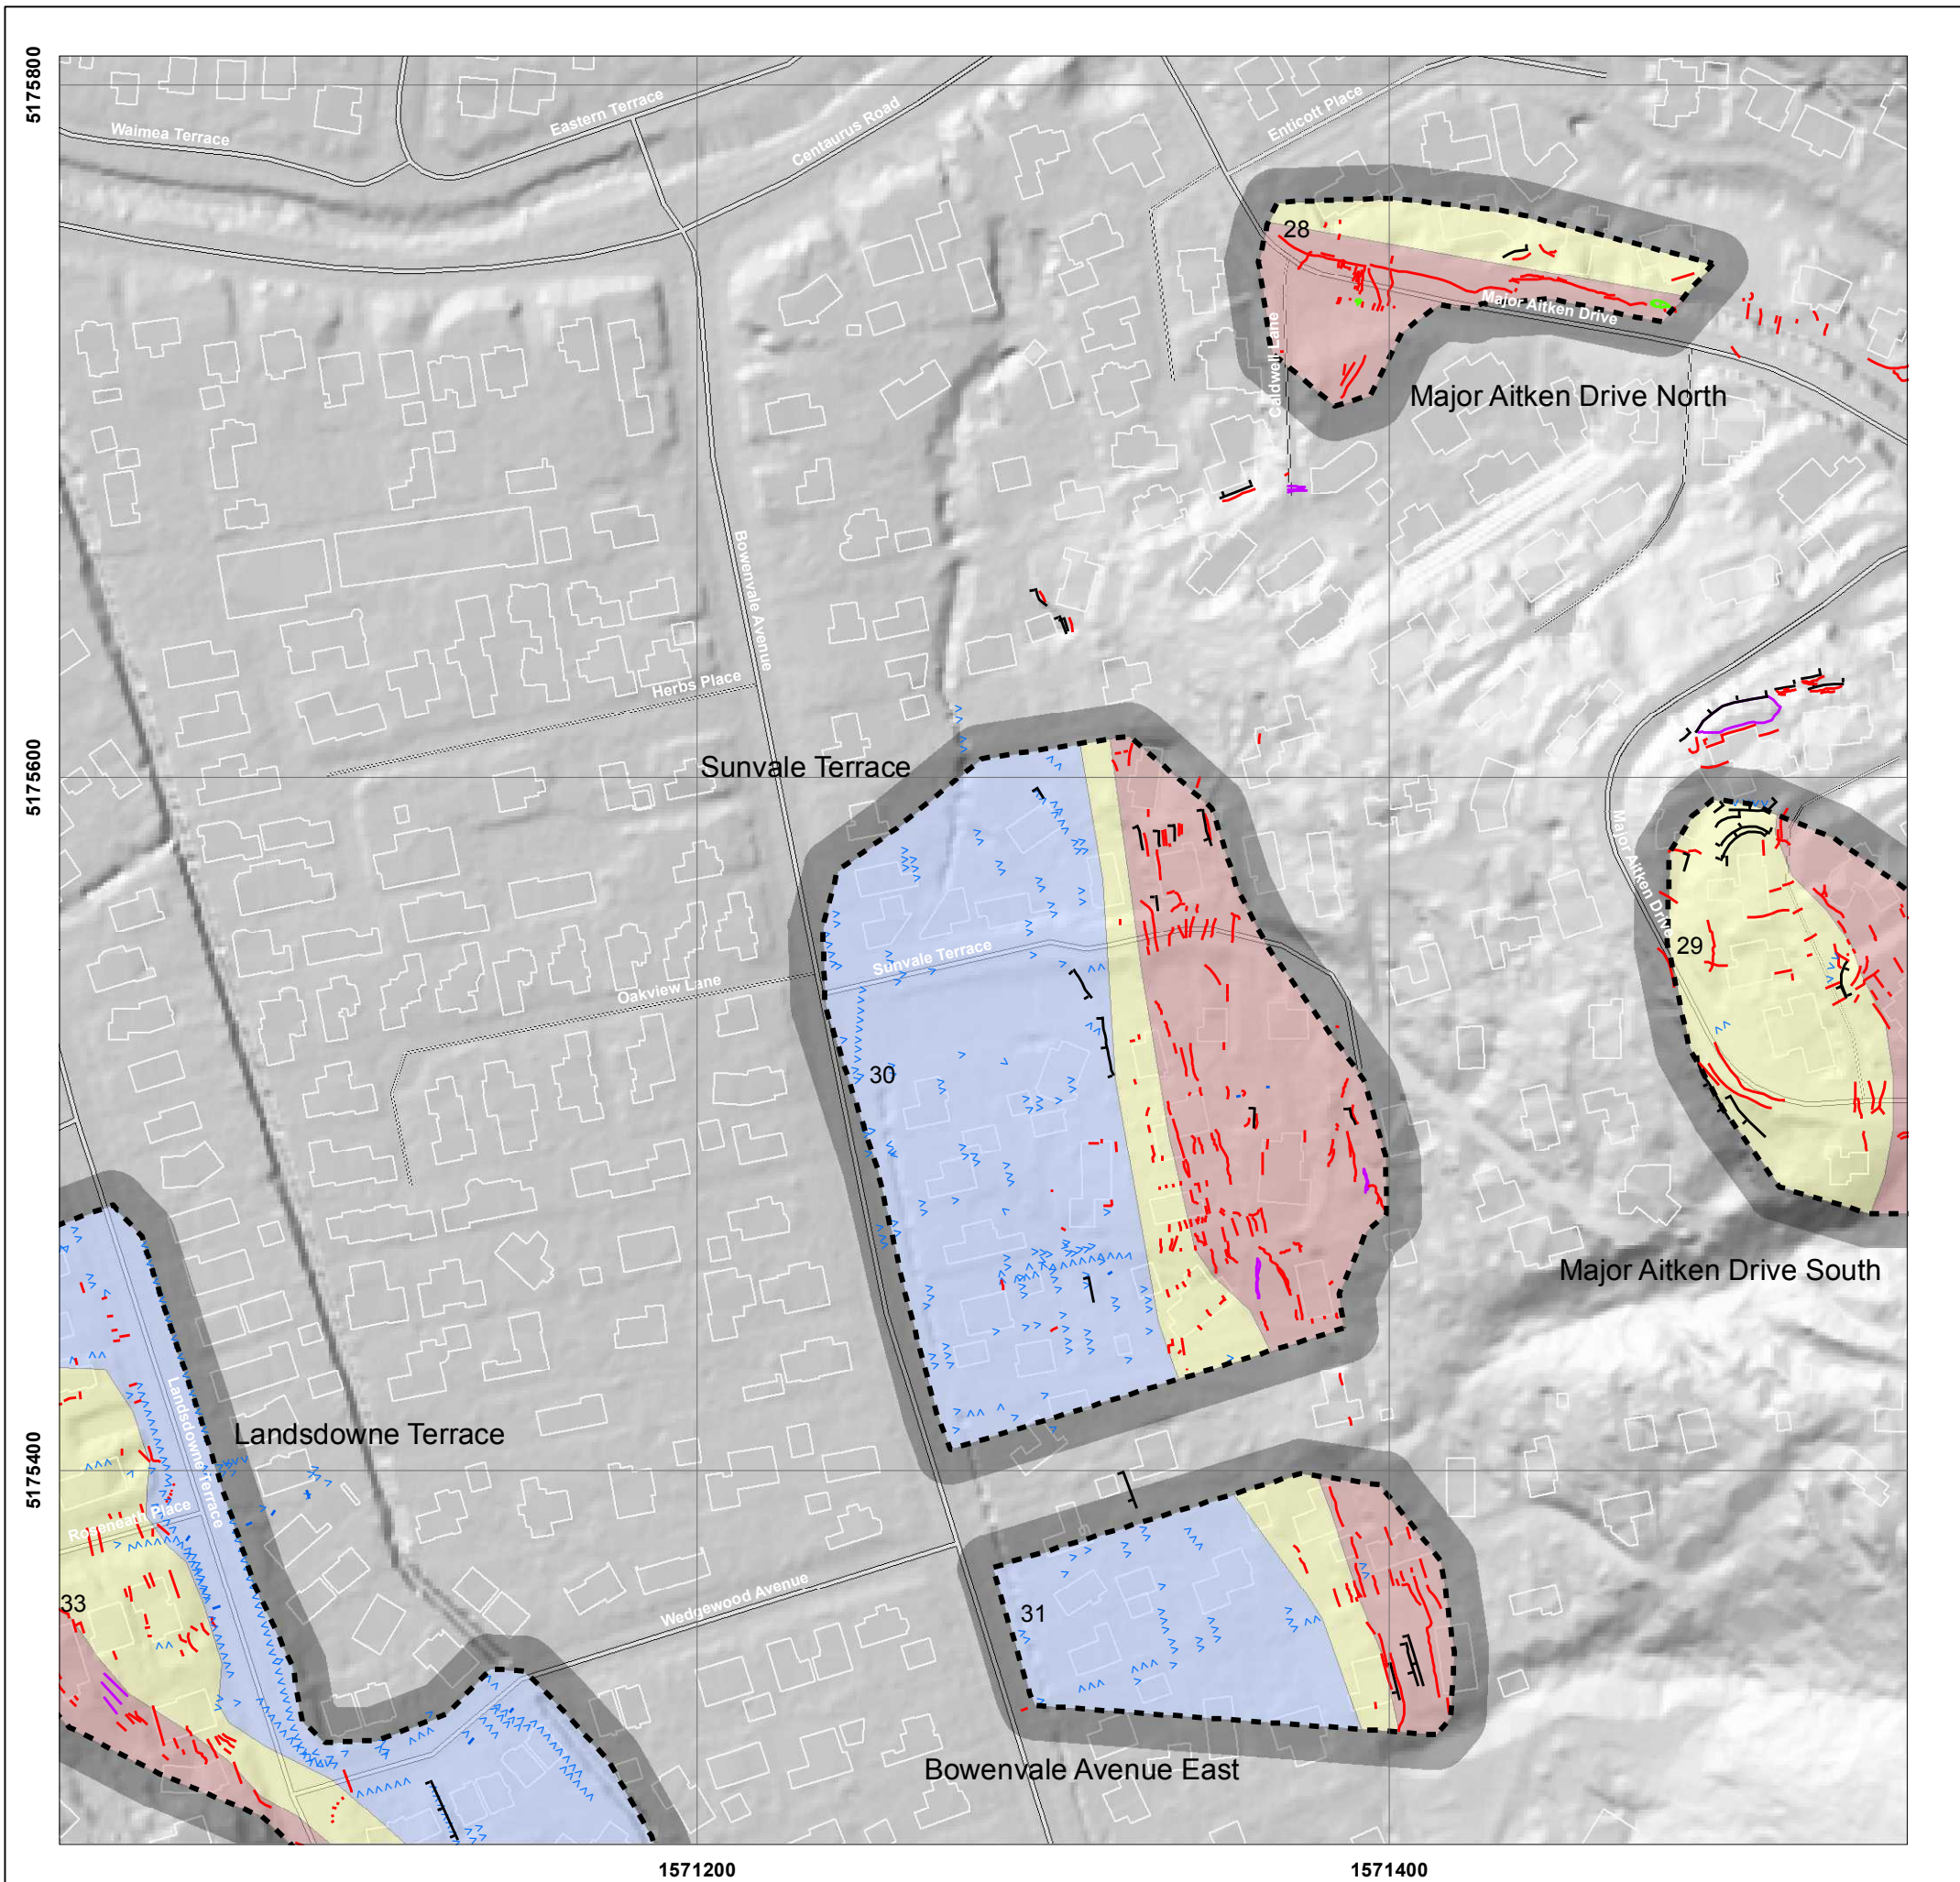 5175800
Waimea Terrace
Eastern Terrace
Centaurus Road
Enticott Place
28
Major Aitken Drive
Caldwell Lane
Major Aitken Drive North
Bowenvale Avenue
Herbs Place
5175600
Sunvale Terrace
Major Aitken Drive
29
Sunvale Terrace
Oakview Lane
30
Major Aitken Drive South
Landsdowne Terrace
Landsdowne Terrace
5175400
Roseneath Place
33
Wedgewood Avenue
31
Bowenvale Avenue East
1571200
1571400